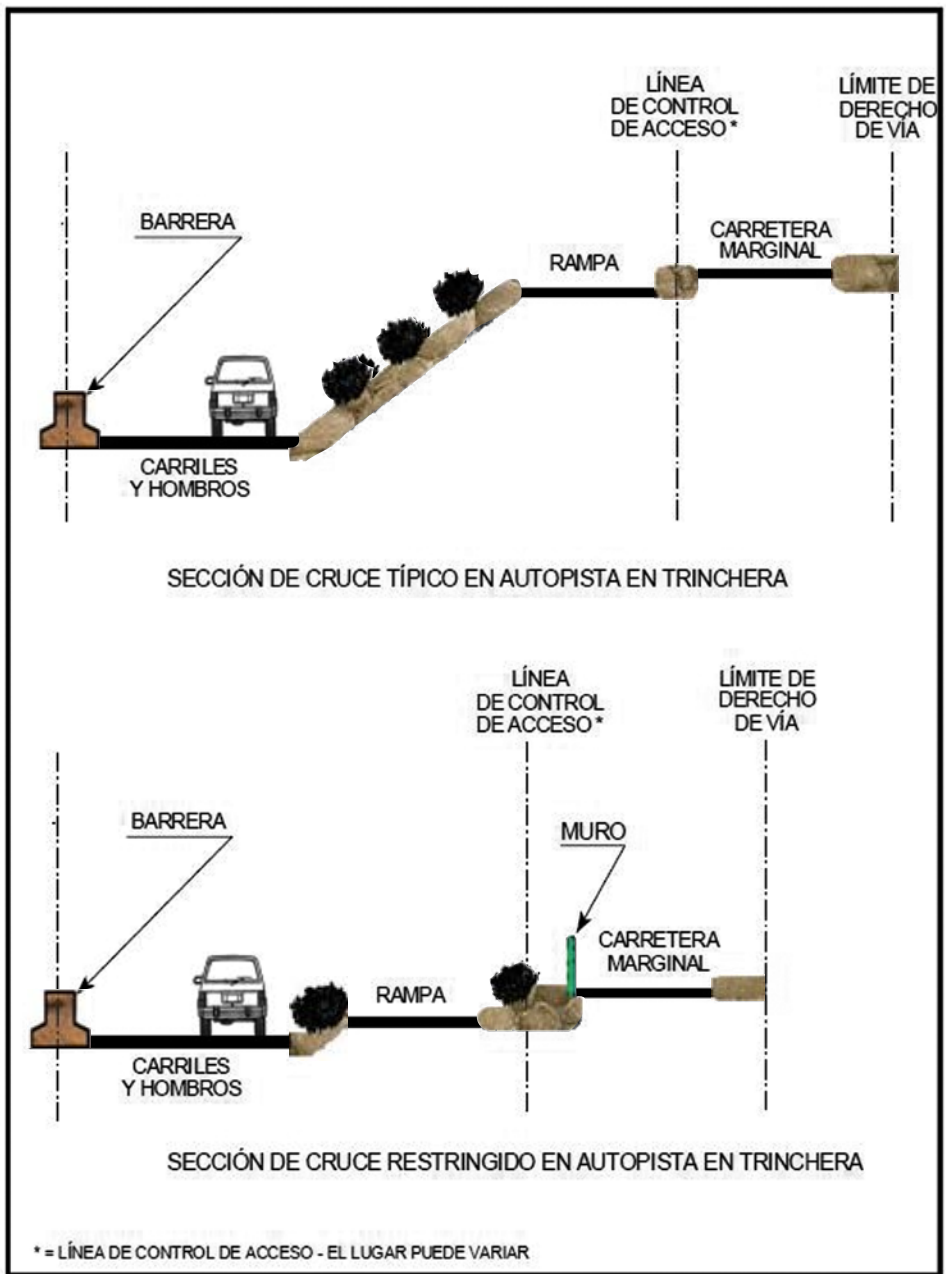 LÍNEA
DE CONTROL
DE ACCESO *
LÍMITE DE
DERECHO
DE VÍA
BARRERA
CARRETERA
MARGINAL
RAMPA
CARRILES
Y HOMBROS
SECCIÓN DE CRUCE TÍPICO EN AUTOPISTA EN TRINCHERA
LÍNEA
DE CONTROL
DE ACCESO *
LÍMITE DE
DERECHO
DE VÍA
BARRERA
MURO
CARRETERA
MARGINAL
RAMPA
CARRILES
Y HOMBROS
SECCIÓN DE CRUCE RESTRINGIDO EN AUTOPISTA EN TRINCHERA
* = LÍNEA DE CONTROL DE ACCESO - EL LUGAR PUEDE VARIAR